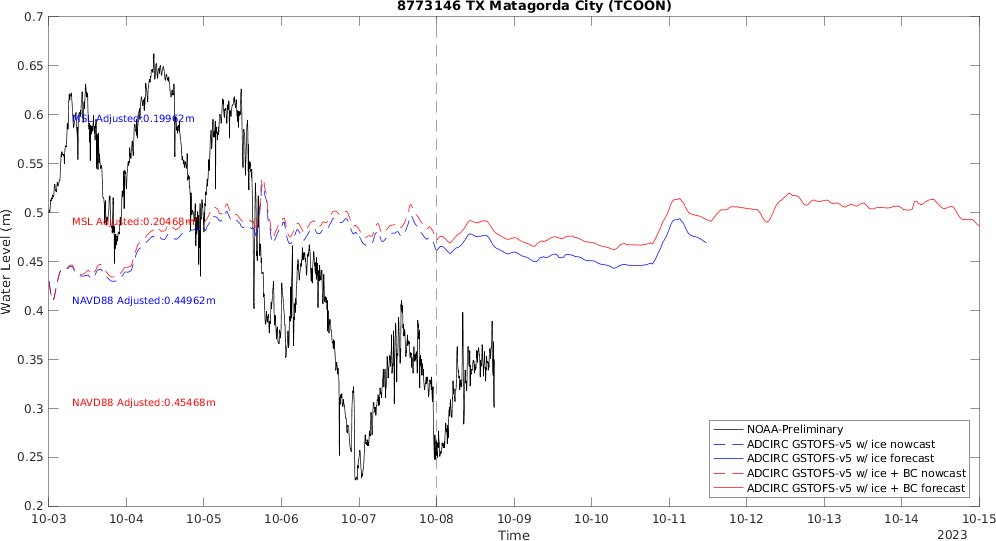 8773146 TX Matagorda City (TCOON)
0.7
0.65
0.6
0.55
0.5
0.45
0.4
0.35
0.3
0.25
0.2
Water Level (m)
MSL Adjusted:0.19962m
MSL Adjusted:0.20468m
NAVD88 Adjusted:0.44962m
NAVD88 Adjusted:0.45468m
NOAA-Preliminary
ADCIRC GSTOFS-v5 w/ ice nowcast
ADCIRC GSTOFS-v5 w/ ice forecast
ADCIRC GSTOFS-v5 w/ ice + BC nowcast
ADCIRC GSTOFS-v5 w/ ice + BC forecast
10-03 10-04 10-05 10-06 10-07 10-08 10-09 10-10 10-11 10-12 10-13 10-14 10-15
Time
2023